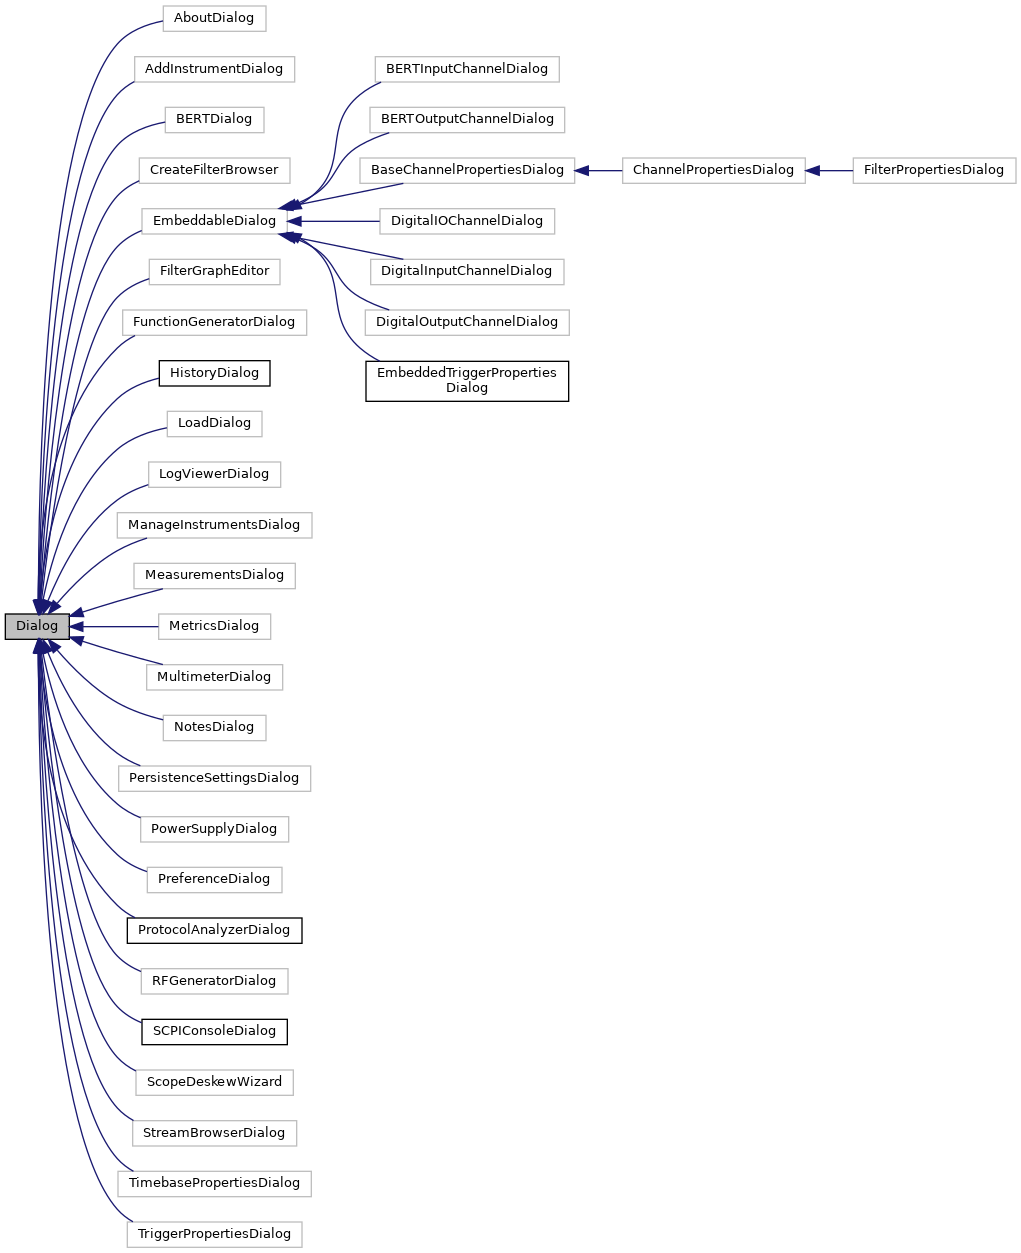 AboutDialog
AddInstrumentDialog
BERTInputChannelDialog
BERTDialog
BERTOutputChannelDialog
CreateFilterBrowser
BaseChannelPropertiesDialog
ChannelPropertiesDialog
FilterPropertiesDialog
EmbeddableDialog
DigitalIOChannelDialog
FilterGraphEditor
DigitalInputChannelDialog
FunctionGeneratorDialog
DigitalOutputChannelDialog
HistoryDialog
EmbeddedTriggerProperties
Dialog
LoadDialog
LogViewerDialog
ManageInstrumentsDialog
MeasurementsDialog
Dialog
MetricsDialog
MultimeterDialog
NotesDialog
PersistenceSettingsDialog
PowerSupplyDialog
PreferenceDialog
ProtocolAnalyzerDialog
RFGeneratorDialog
SCPIConsoleDialog
ScopeDeskewWizard
StreamBrowserDialog
TimebasePropertiesDialog
TriggerPropertiesDialog